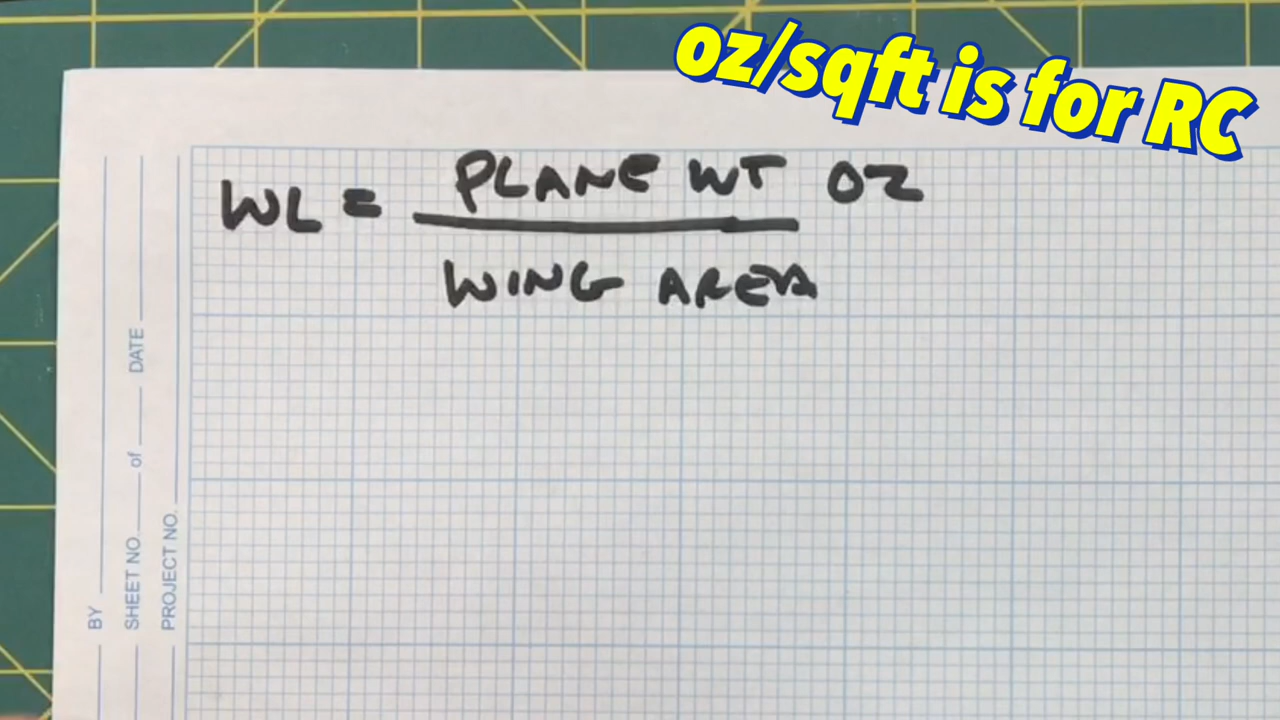 oz/sqft is for RC
WL = PLANE WT OZ
WING AREA
BY
SHEET NO. of DATE
PROJECT NO.